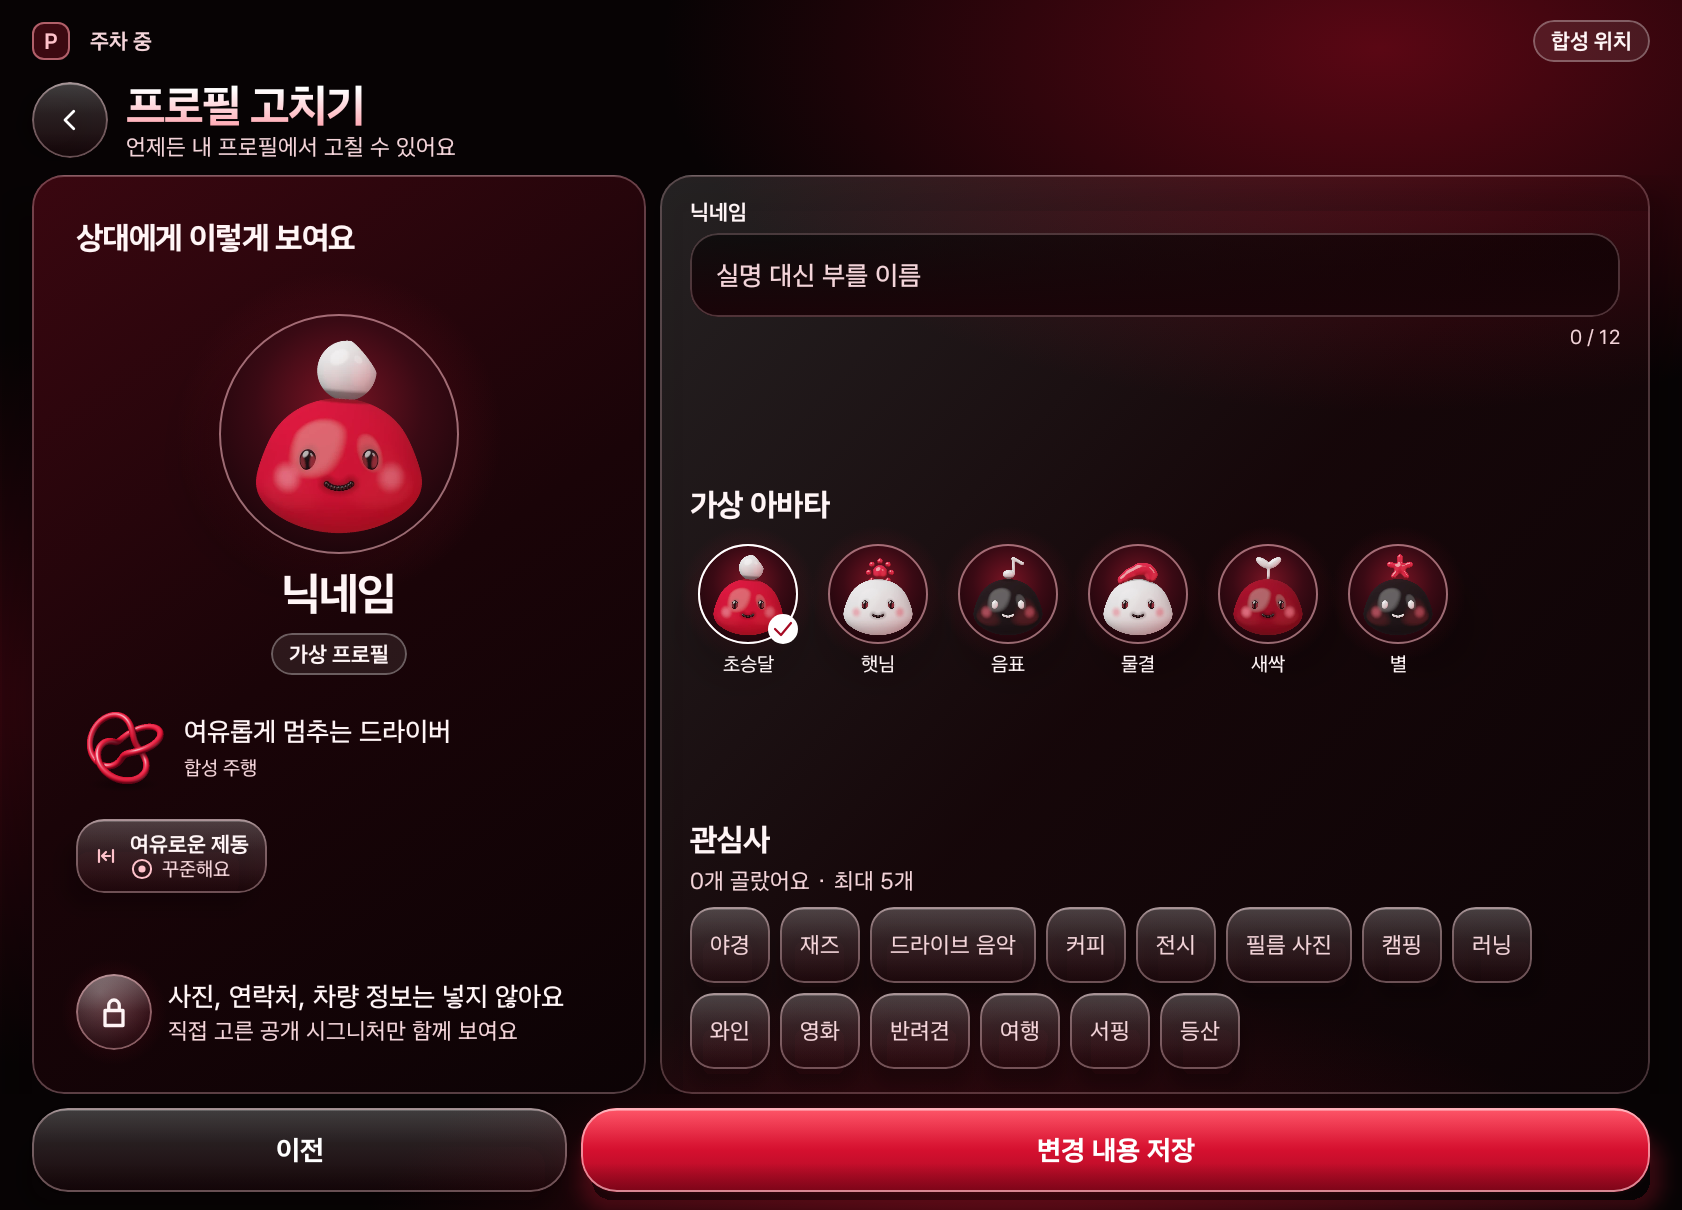 P 주차 중
합성 위치
프로필 고치기
언제든 내 프로필에서 고칠 수 있어요
상대에게 이렇게 보여요
닉네임
가상 프로필
여유롭게 멈추는 드라이버
합성 주행
여유로운 제동
꾸준해요
사진, 연락처, 차량 정보는 넣지 않아요
직접 고른 공개 시그니처만 함께 보여요
닉네임
실명 대신 부를 이름
0 / 12
가상 아바타
초승달 햇님 음표 물결 새싹 별
관심사
0개 골랐어요 · 최대 5개
야경 재즈 드라이브 음악 커피 전시 필름 사진 캠핑 러닝
와인 영화 반려견 여행 서핑 등산
이전
변경 내용 저장